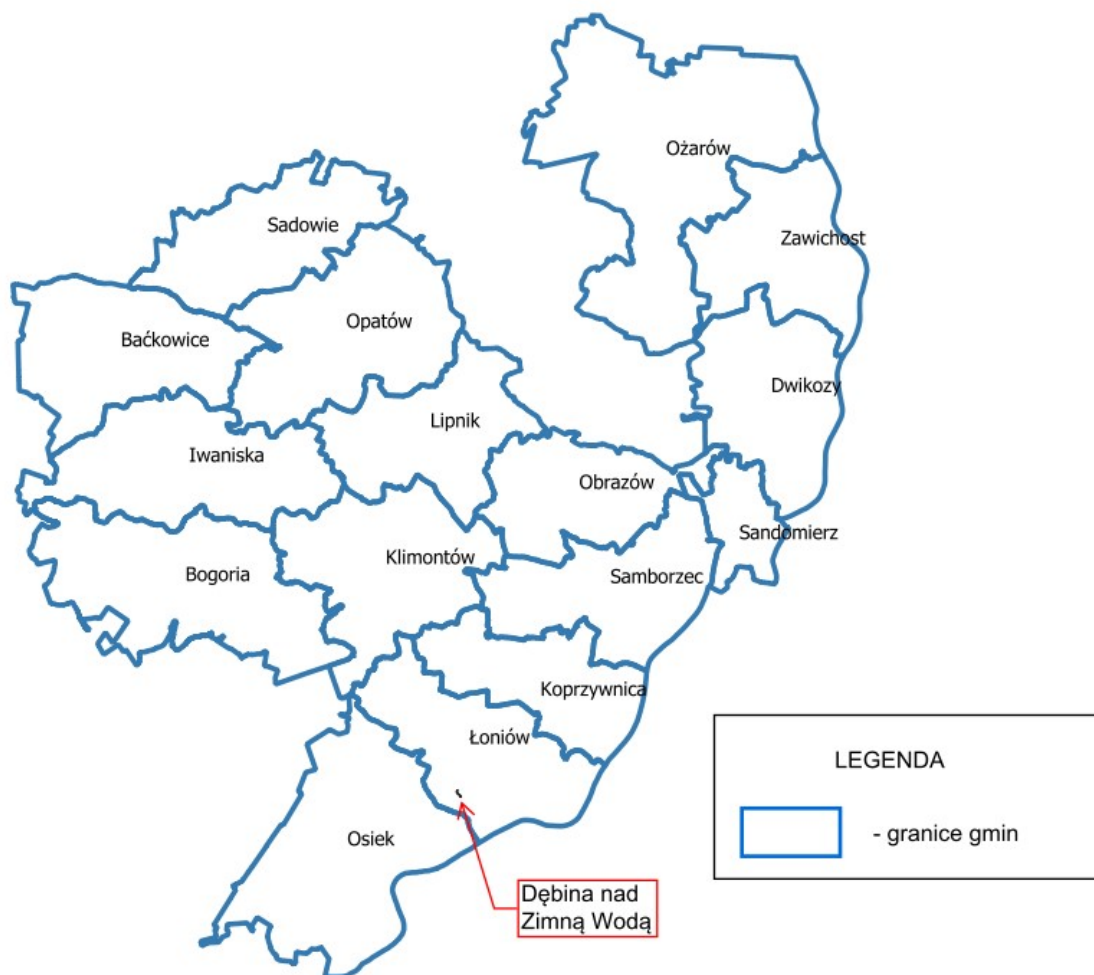 Ożarów
Sadowie
Zawichost
Opatów
Baćkowice
Dwikozy
Lipnik
Iwaniska
Obrazów
Sandomierz
Klimontów
Bogoria
Samborzec
Koprzywnica
Łoniów
LEGENDA
- granice gmin
Osiek
Dębina nad
Zimną Wodą